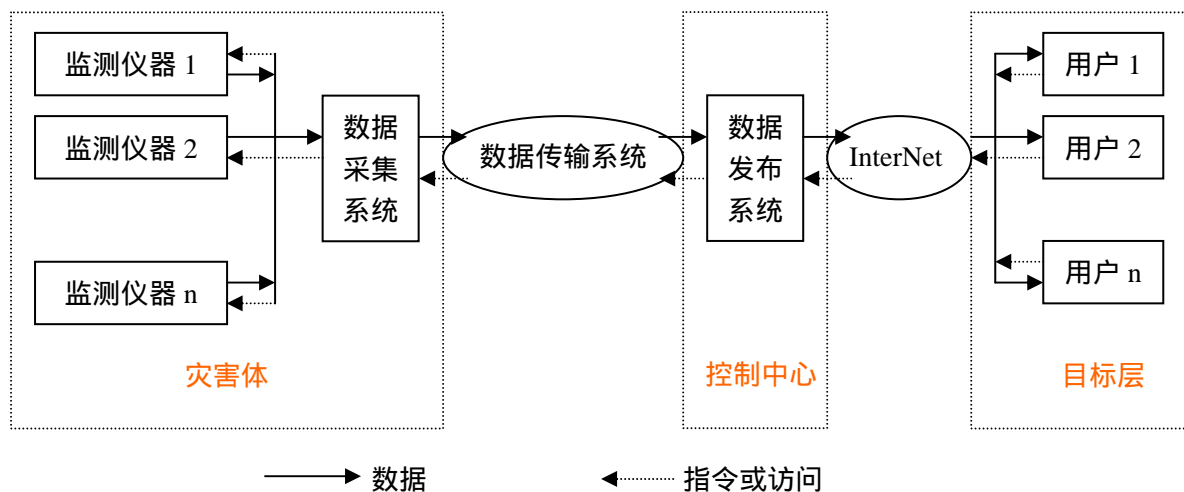 监测仪器 1
监测仪器 2
监测仪器 n
数据
采集
系统
灾害体
数据传输系统
数据
发布
系统
控制中心
InterNet
用户 1
用户 2
用户 n
目标层
数据
指令或访问